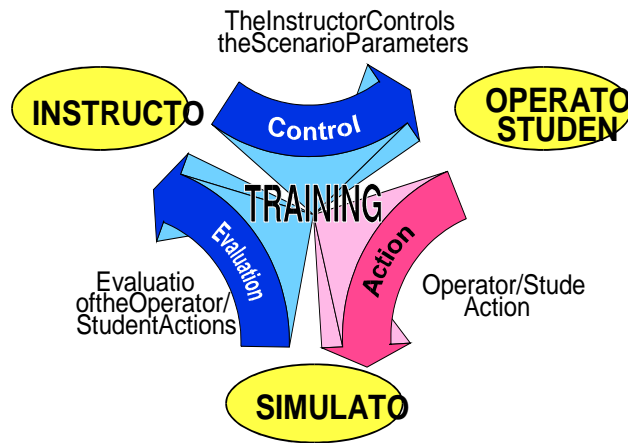 TheInstructorControls
theScenarioParameters
INSTRUCTO
OPERATO
STUDEN
Control
TRAINING
Evaluation
Action
Evaluatio
oftheOperator/
StudentActions
Operator/Stude
Action
SIMULATO